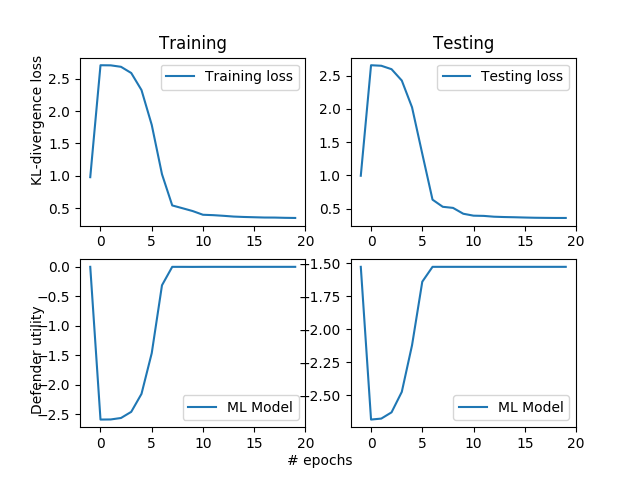 Training Testing
KL-divergence loss
Training loss
Testing loss
2.5
2.0
1.5
1.0
0.5
0 5 10 15 20
2.5
2.0
1.5
1.0
0.5
0 5 10 15 20
Defender utility
0.0
−0.5
−1.0
−1.5
−2.0
−2.5
ML Model
0 5 10 15 20
−1.50
−1.75
−2.00
−2.25
−2.50
ML Model
0 5 10 15 20
# epochs